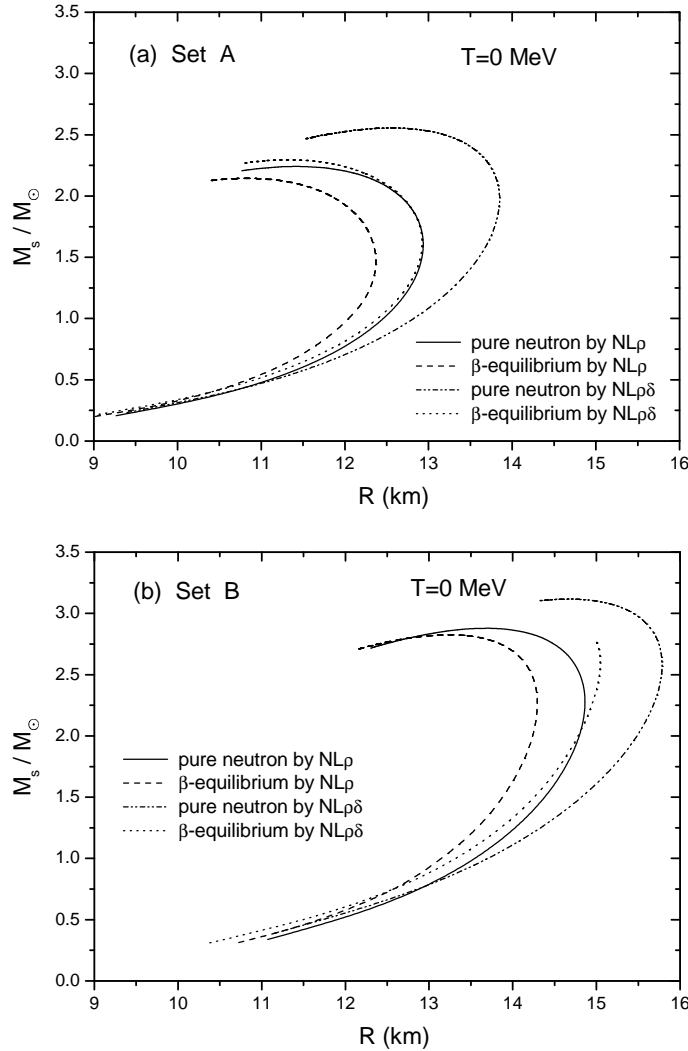 (a) Set A
T=0 MeV
3.5
3.0
2.5
2.0
1.5
1.0
0.5
0.0
M_s / M_☉
pure neutron by NLρ
β-equilibrium by NLρ
pure neutron by NLρδ
β-equilibrium by NLρδ
9 10 11 12 13 14 15 16
R (km)
(b) Set B
T=0 MeV
3.5
3.0
2.5
2.0
1.5
1.0
0.5
0.0
M_s / M_☉
pure neutron by NLρ
β-equilibrium by NLρ
pure neutron by NLρδ
β-equilibrium by NLρδ
9 10 11 12 13 14 15 16
R (km)